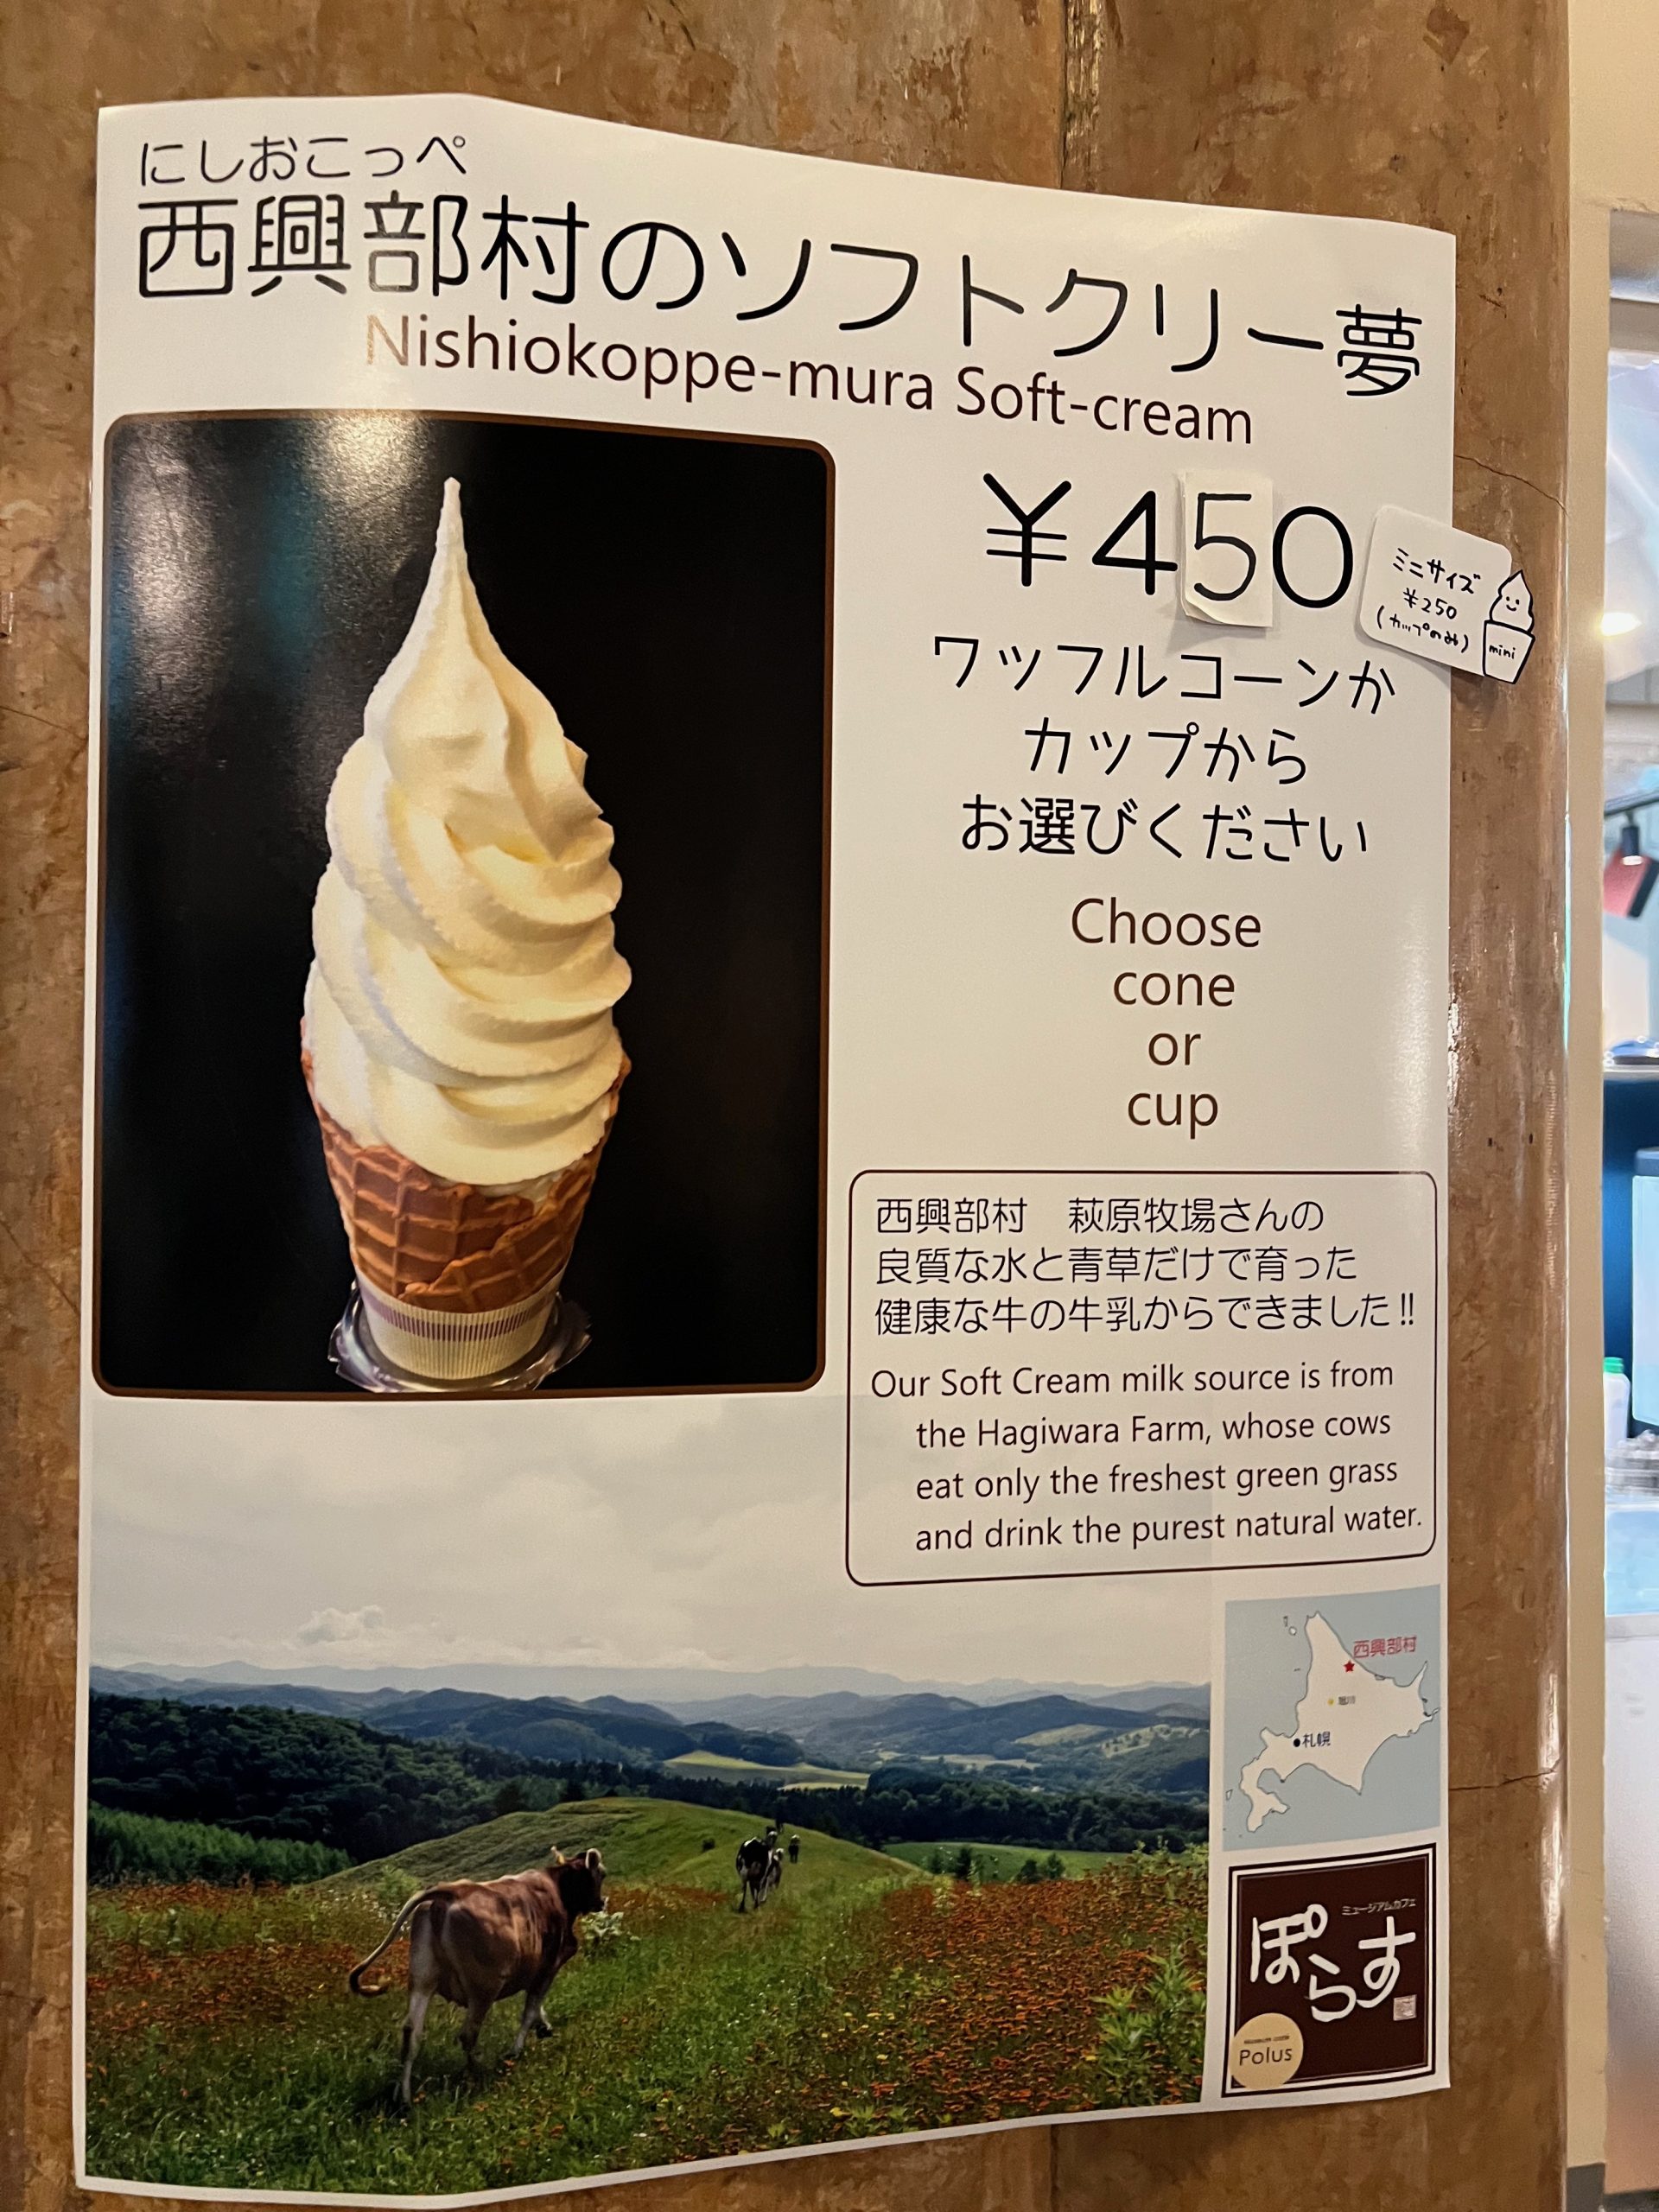 にしおこっぺ
西興部村のソフトクリー夢
Nishiokoppe-mura Soft-cream
¥450
ミニサイズ
¥250
(カップのみ)
mini
ワッフルコーンか
カップから
お選びください
Choose
cone
or
cup
西興部村　萩原牧場さんの
良質な水と青草だけで育った
健康な牛の牛乳からできました!!
Our Soft Cream milk source is from
the Hagiwara Farm, whose cows
eat only the freshest green grass
and drink the purest natural water.
西興部村
旭川
札幌
ミュージアムカフェ
ぽらす
Polus